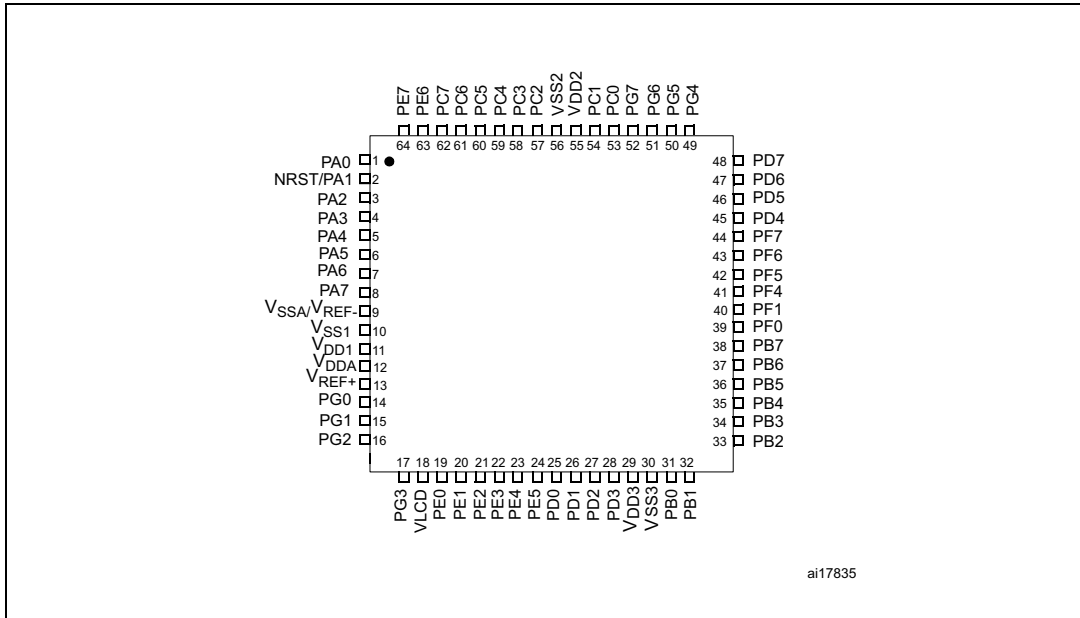 PE7 PE6 PC7 PC6 PC5 PC4 PC3 PC2 VSS2 VDD2 PC1 PC0 PG7 PG6 PG5 PG4
64 63 62 61 60 59 58 57 56 55 54 53 52 51 50 49
PA0 1 48 PD7
NRST/PA1 2 47 PD6
PA2 3 46 PD5
PA3 4 45 PD4
PA4 5 44 PF7
PA5 6 43 PF6
PA6 7 42 PF5
PA7 8 41 PF4
VSSA/VREF- 9 40 PF1
VSS1 10 39 PF0
VDD1 11 38 PB7
VDDA 12 37 PB6
VREF+ 13 36 PB5
PG0 14 35 PB4
PG1 15 34 PB3
PG2 16 33 PB2
17 18 19 20 21 22 23 24 25 26 27 28 29 30 31 32
PG3 VLCD PE0 PE1 PE2 PE3 PE4 PE5 PD0 PD1 PD2 PD3 VDD3 VSS3 PB0 PB1
ai17835